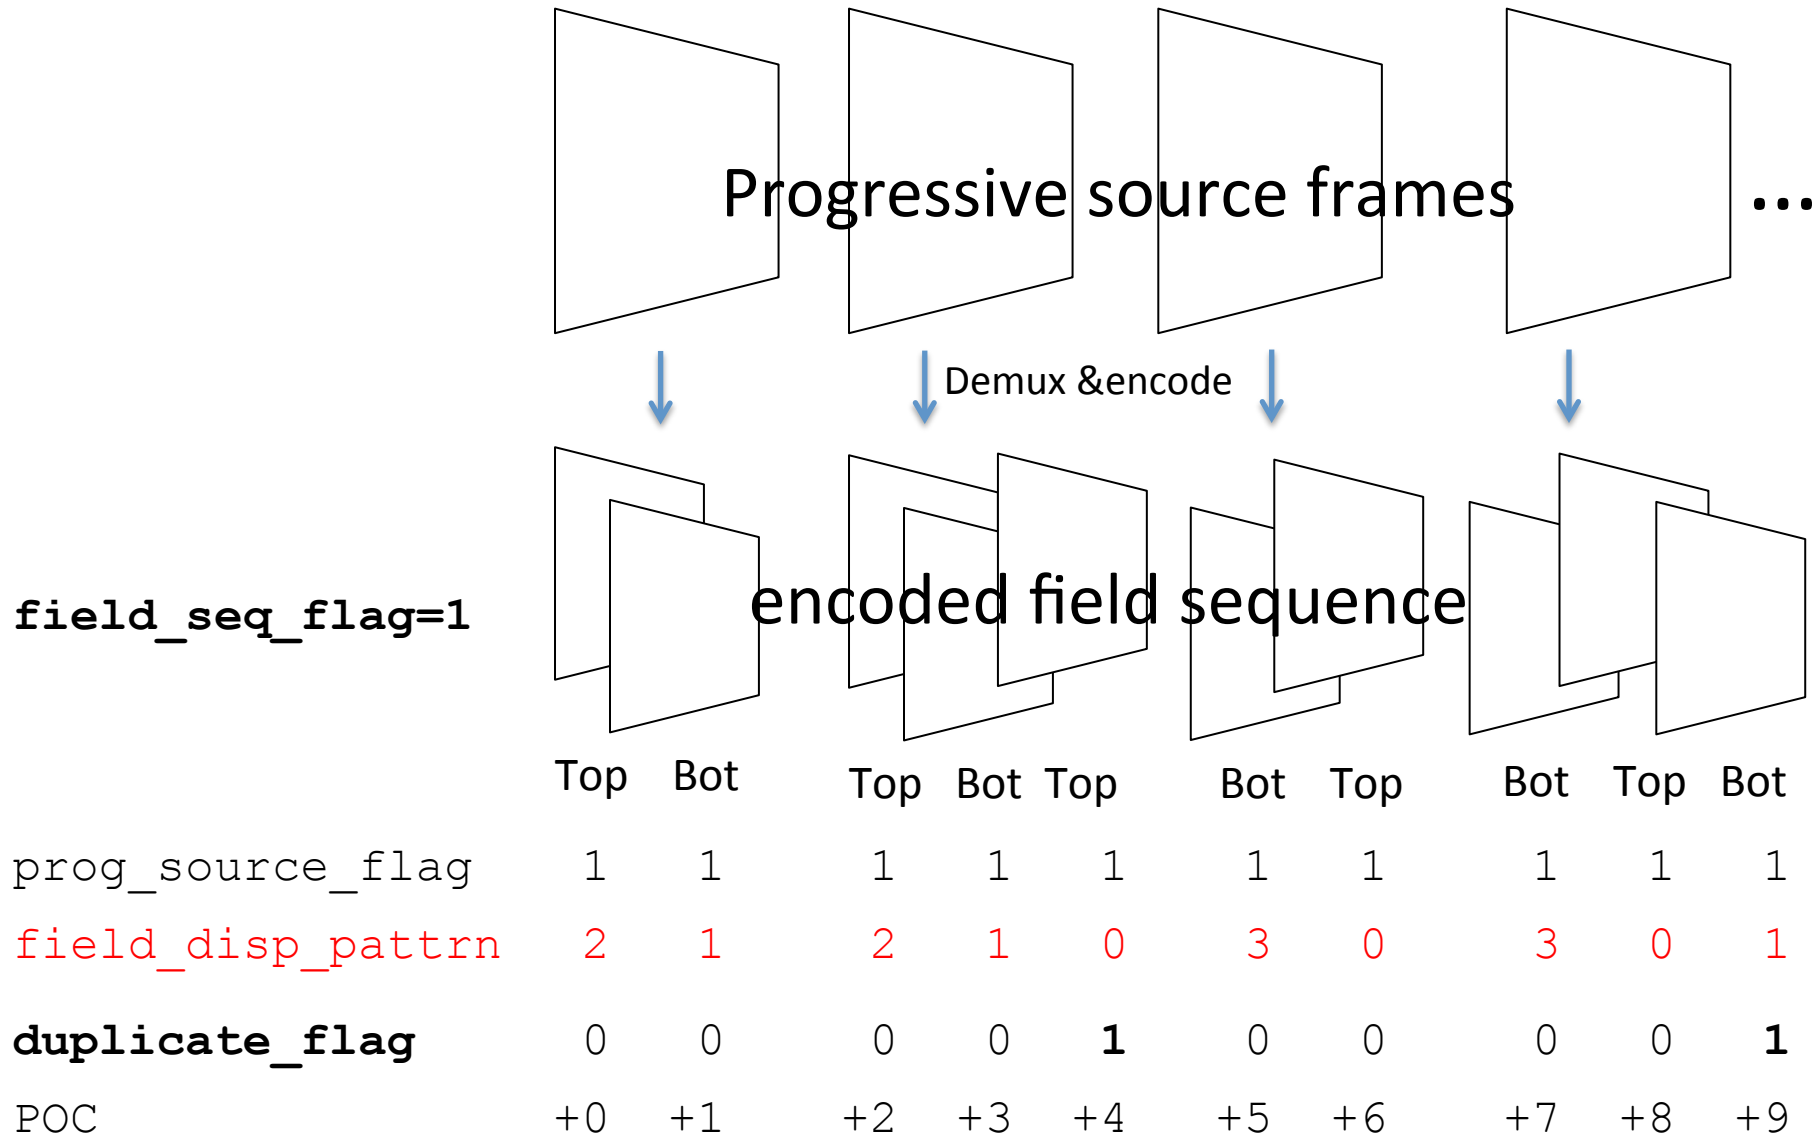 Progressive source frames ...
Demux &encode
field_seq_flag=1 encoded field sequence
Top Bot Top Bot Top Bot Top Bot Top Bot
prog_source_flag 1 1 1 1 1 1 1 1 1 1
field_disp_pattrn 2 1 2 1 0 3 0 3 0 1
duplicate_flag 0 0 0 0 1 0 0 0 0 1
POC +0 +1 +2 +3 +4 +5 +6 +7 +8 +9